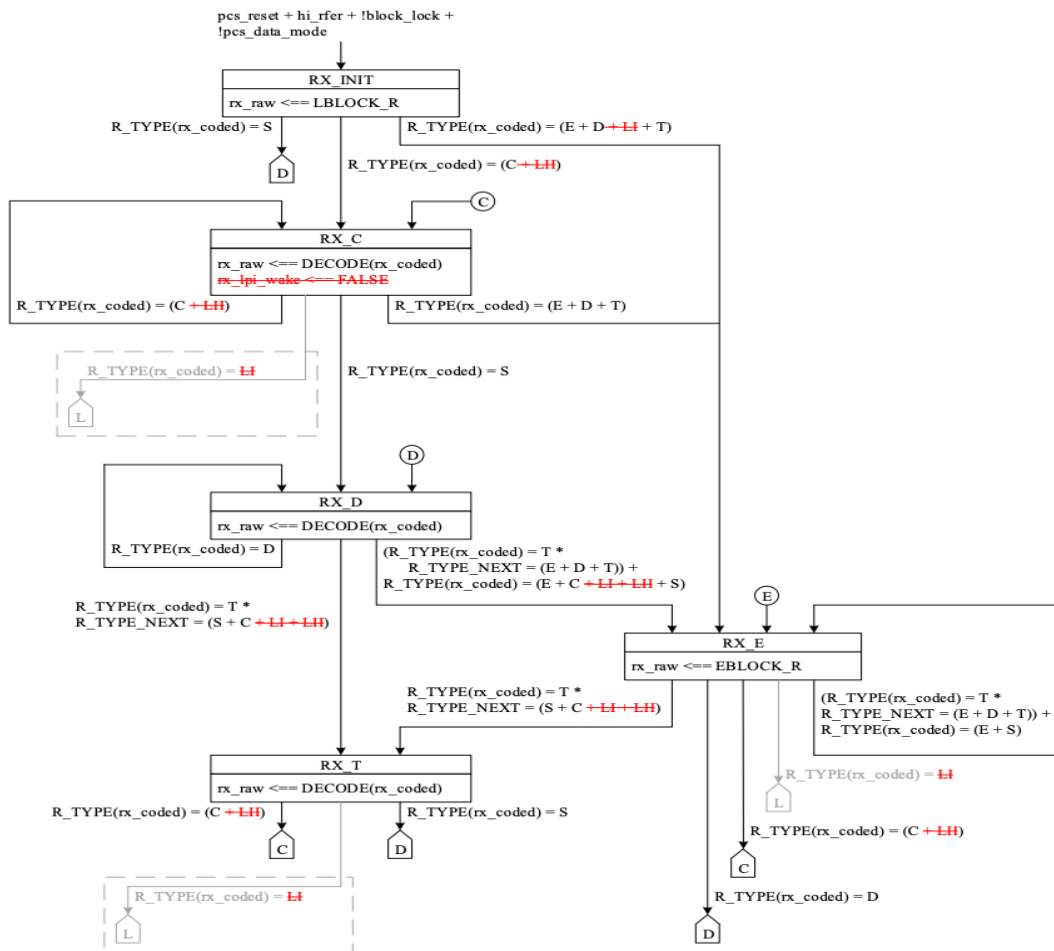 pcs_reset + hi_rfer + !block_lock +
!pcs_data_mode
RX_INIT
rx_raw <== LBLOCK_R
R_TYPE(rx_coded) = S
R_TYPE(rx_coded) = (E + D + LI + T)
D
R_TYPE(rx_coded) = (C + LH)
C
RX_C
rx_raw <== DECODE(rx_coded)
rx_lpi_wake <== FALSE
R_TYPE(rx_coded) = (C + LH)
R_TYPE(rx_coded) = (E + D + T)
R_TYPE(rx_coded) = LI
L
R_TYPE(rx_coded) = S
D
RX_D
rx_raw <== DECODE(rx_coded)
R_TYPE(rx_coded) = D
(R_TYPE(rx_coded) = T *
R_TYPE_NEXT = (E + D + T)) +
R_TYPE(rx_coded) = (E + C + LI + LH + S)
R_TYPE(rx_coded) = T *
R_TYPE_NEXT = (S + C + LI + LH)
E
RX_E
rx_raw <== EBLOCK_R
R_TYPE(rx_coded) = T *
R_TYPE_NEXT = (S + C + LI + LH)
(R_TYPE(rx_coded) = T *
R_TYPE_NEXT = (E + D + T)) +
R_TYPE(rx_coded) = (E + S)
RX_T
rx_raw <== DECODE(rx_coded)
R_TYPE(rx_coded) = LI
L
R_TYPE(rx_coded) = (C + LH)
R_TYPE(rx_coded) = S
C
D
R_TYPE(rx_coded) = (C + LH)
C
R_TYPE(rx_coded) = LI
L
R_TYPE(rx_coded) = D
D